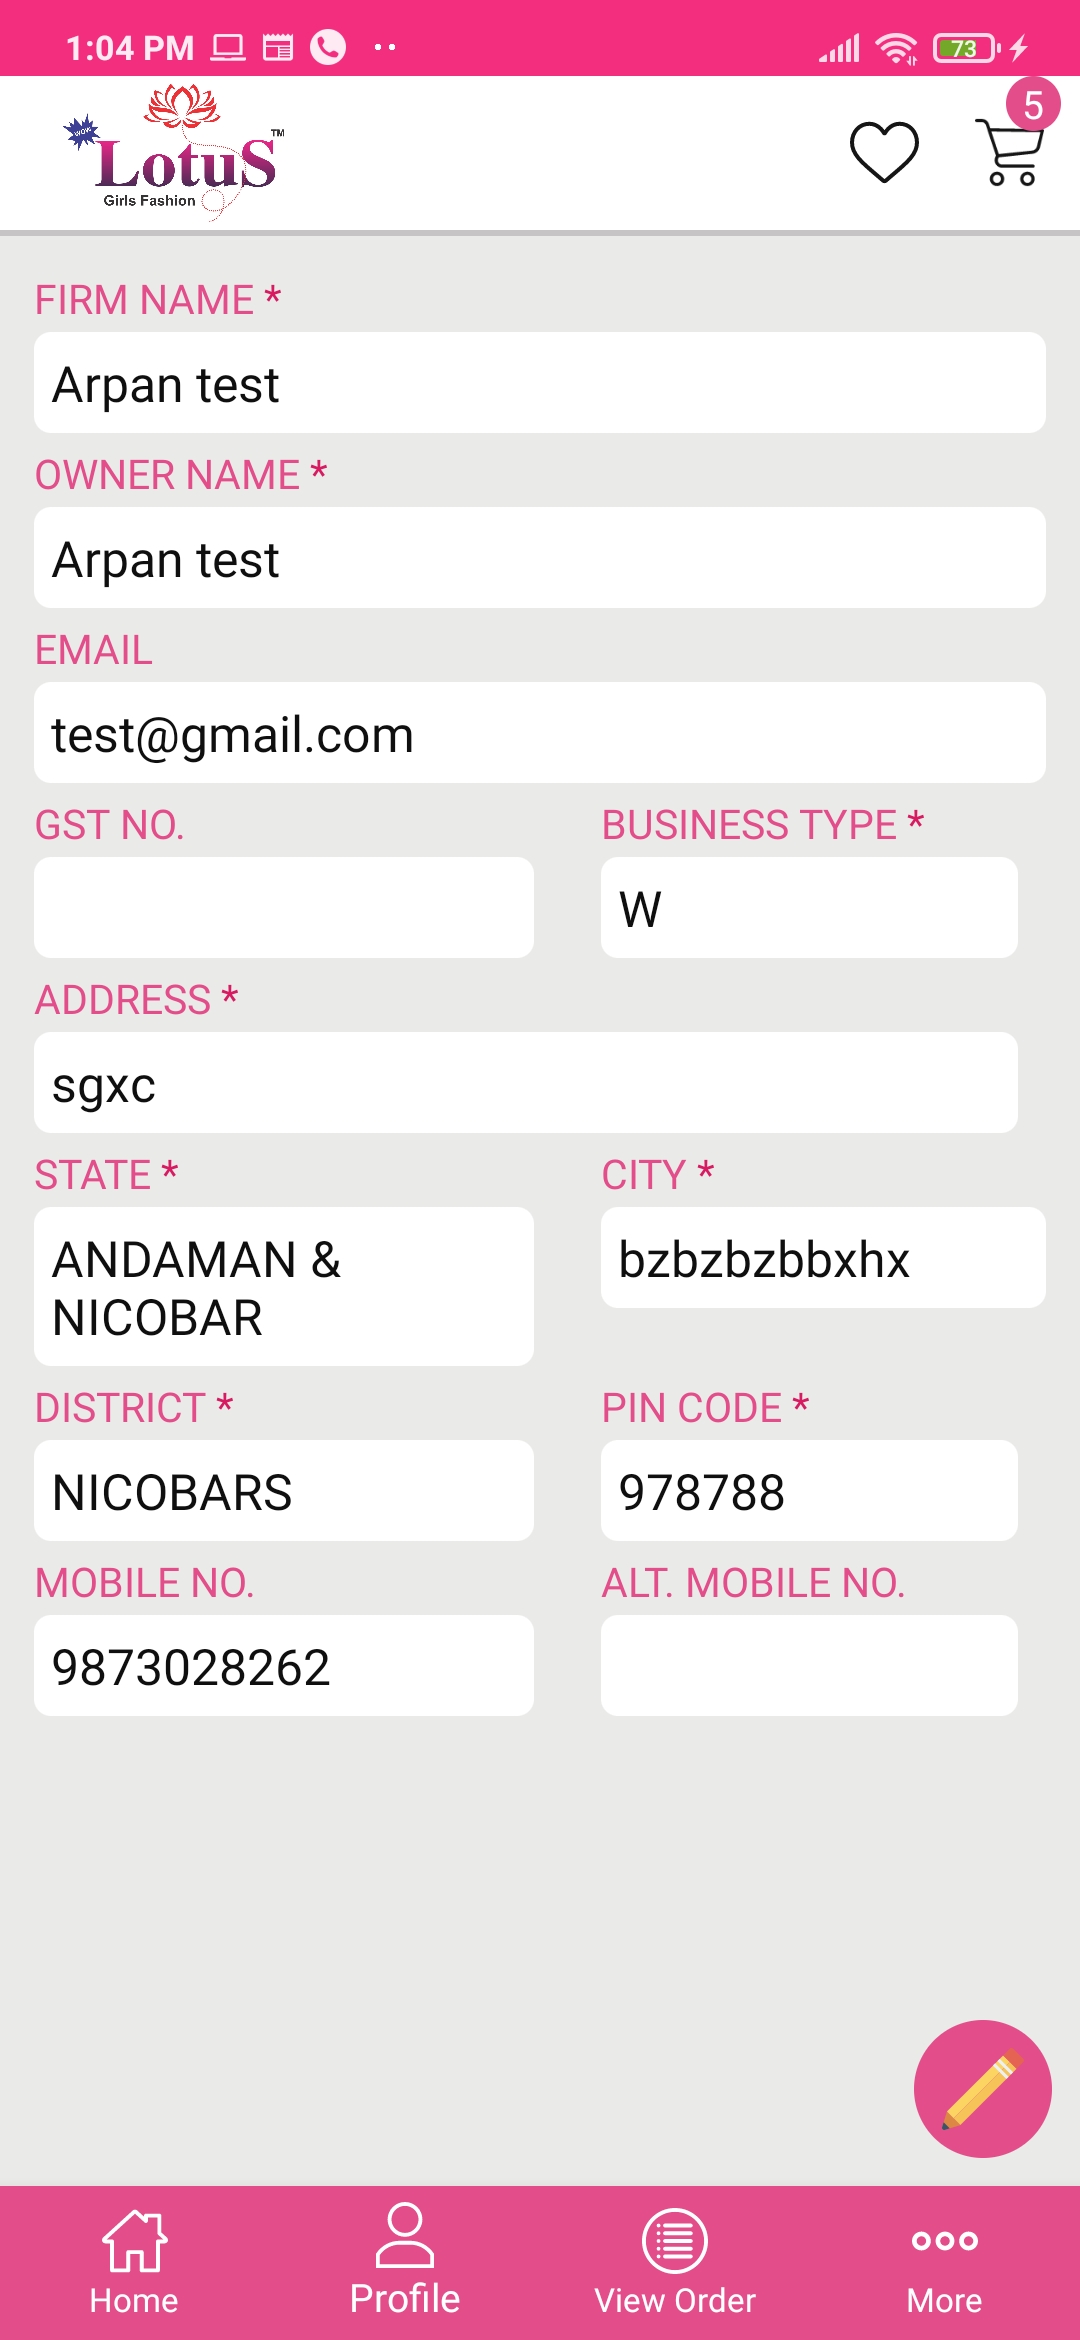 1:04 PM
73
5
WOW
LotuS TM
Girls Fashion
FIRM NAME *
Arpan test
OWNER NAME *
Arpan test
EMAIL
test@gmail.com
GST NO. BUSINESS TYPE *
W
ADDRESS *
sgxc
STATE * CITY *
ANDAMAN & bzbzbzbbxhx
NICOBAR
DISTRICT * PIN CODE *
NICOBARS 978788
MOBILE NO. ALT. MOBILE NO.
9873028262
Home Profile View Order More